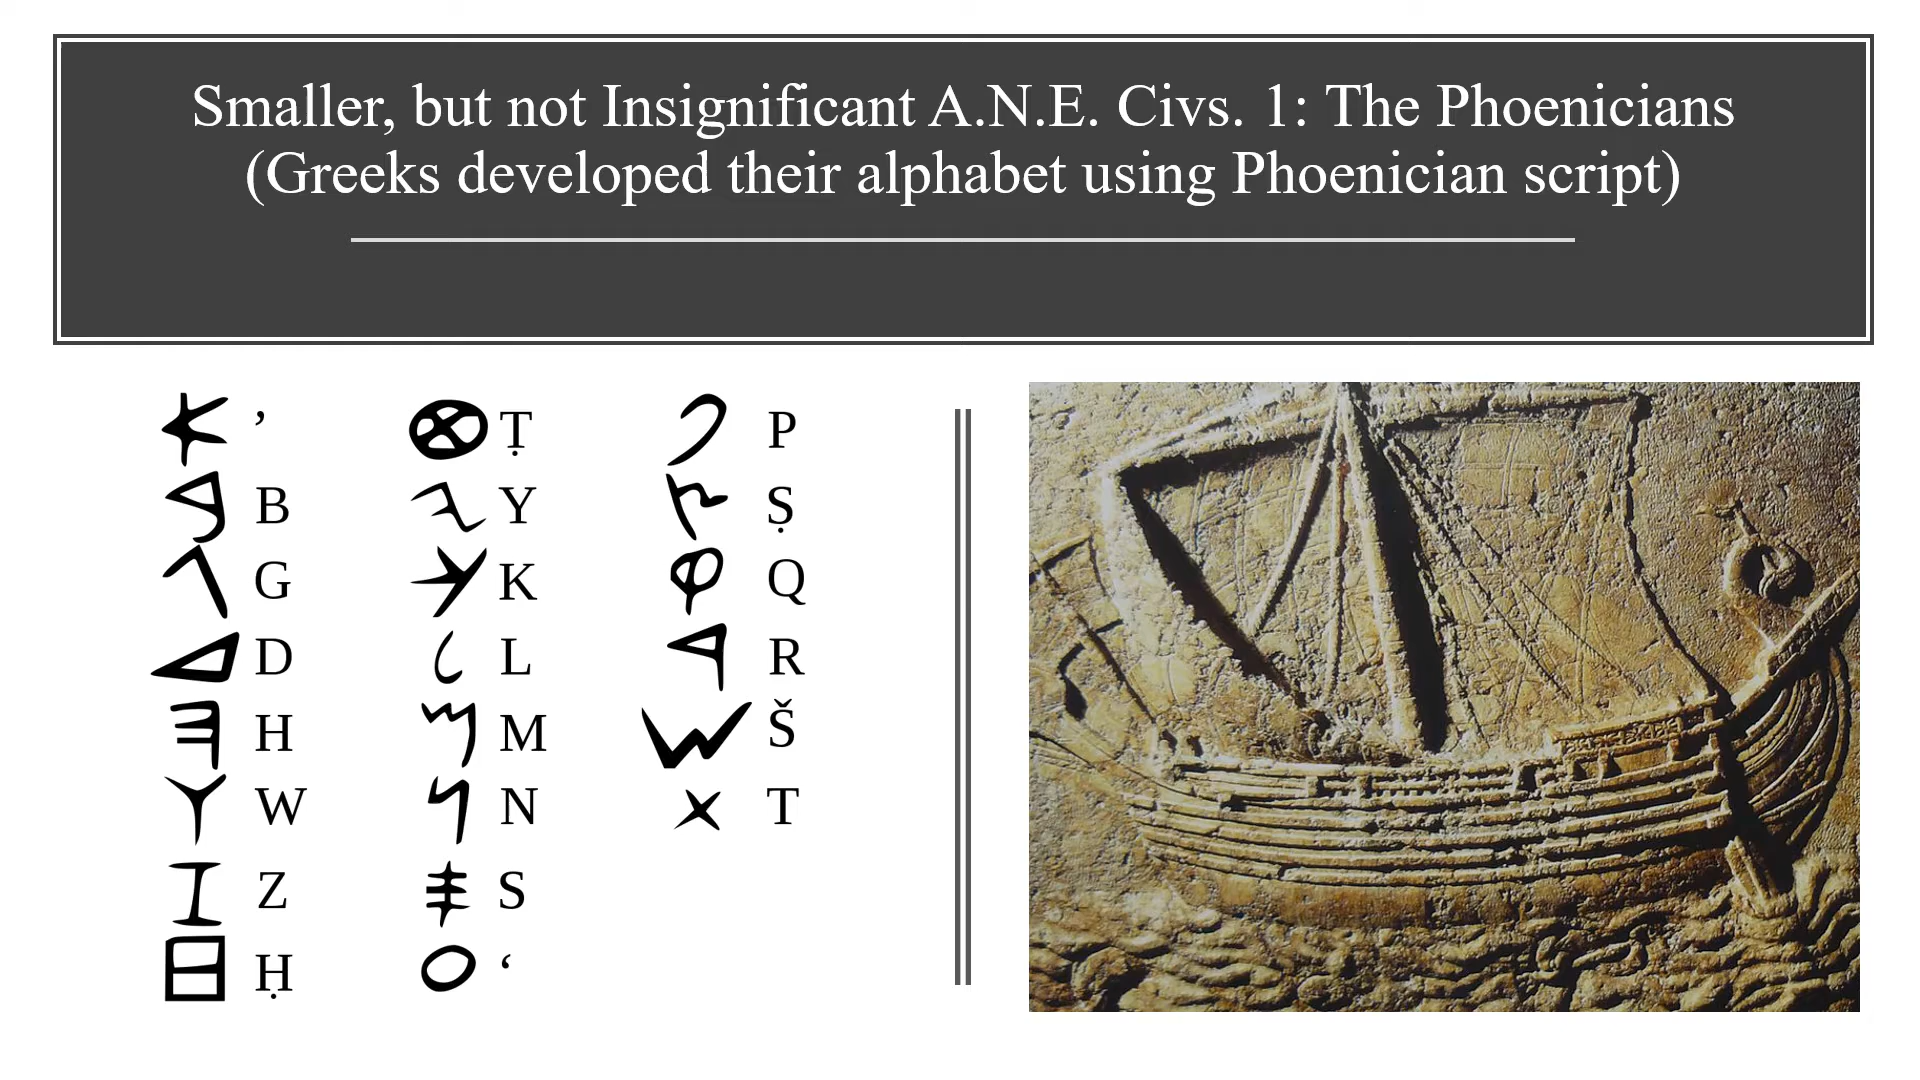 Smaller, but not Insignificant A.N.E. Civs. 1: The Phoenicians
(Greeks developed their alphabet using Phoenician script)
𐤀 ’
𐤁 B
𐤂 G
𐤃 D
𐤄 H
𐤅 W
𐤆 Z
𐤇 Ḥ
𐤈 Ṭ
𐤉 Y
𐤊 K
𐤋 L
𐤌 M
𐤍 N
𐤎 S
𐤏 ‘
𐤐 P
𐤑 Ṣ
𐤒 Q
𐤓 R
𐤔 Š
𐤕 T